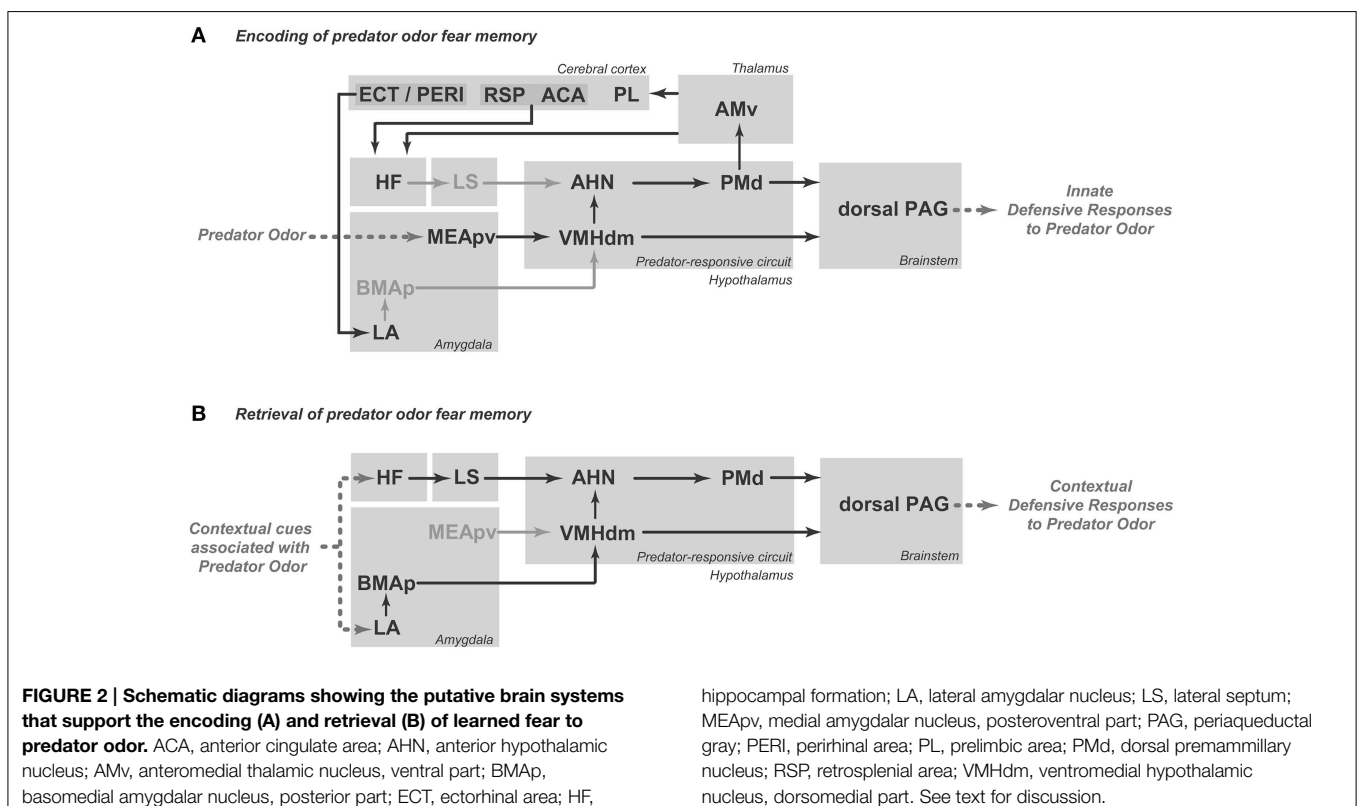 A Encoding of predator odor fear memory
Cerebral cortex
Thalamus
ECT / PERI RSP ACA PL
AMv
HF LS AHN PMd
dorsal PAG
Innate
Defensive Responses
to Predator Odor
Predator Odor
MEApv VMHdm
Predator-responsive circuit
Hypothalamus
Brainstem
BMAp
LA
Amygdala
B Retrieval of predator odor fear memory
HF LS AHN PMd
dorsal PAG
Contextual
Defensive Responses
to Predator Odor
Contextual cues
associated with
Predator Odor
MEApv VMHdm
Predator-responsive circuit
Hypothalamus
Brainstem
BMAp
LA
Amygdala
FIGURE 2 | Schematic diagrams showing the putative brain systems
that support the encoding (A) and retrieval (B) of learned fear to
predator odor. ACA, anterior cingulate area; AHN, anterior hypothalamic
nucleus; AMv, anteromedial thalamic nucleus, ventral part; BMAp,
basomedial amygdalar nucleus, posterior part; ECT, ectorhinal area; HF,
hippocampal formation; LA, lateral amygdalar nucleus; LS, lateral septum;
MEApv, medial amygdalar nucleus, posteroventral part; PAG, periaqueductal
gray; PERI, perirhinal area; PL, prelimbic area; PMd, dorsal premammillary
nucleus; RSP, retrosplenial area; VMHdm, ventromedial hypothalamic
nucleus, dorsomedial part. See text for discussion.